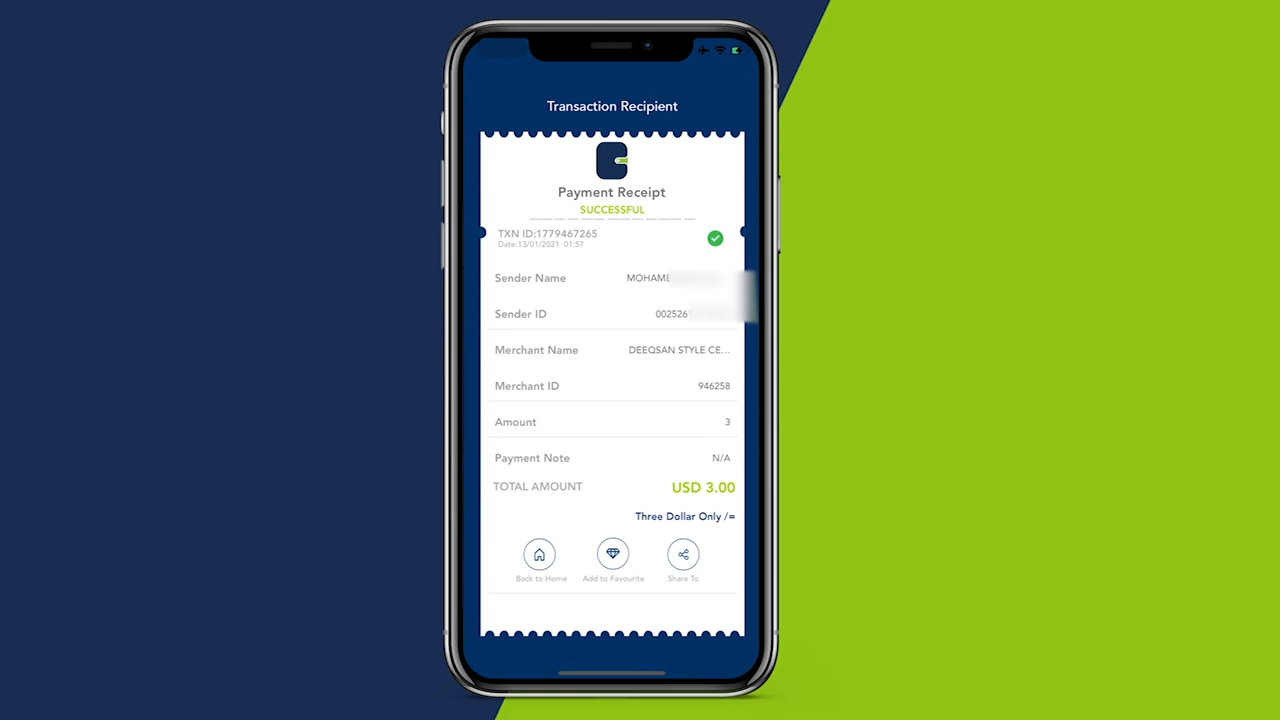 Transaction Recipient
Payment Receipt
SUCCESSFUL
TXN ID:1779467265
Date:13/01/2021 01:57
Sender Name MOHAME
Sender ID 0025261
Merchant Name DEEQSAN STYLE CE...
Merchant ID 946258
Amount 3
Payment Note N/A
TOTAL AMOUNT USD 3.00
Three Dollar Only /=
Back to Home Add to Favourite Share To